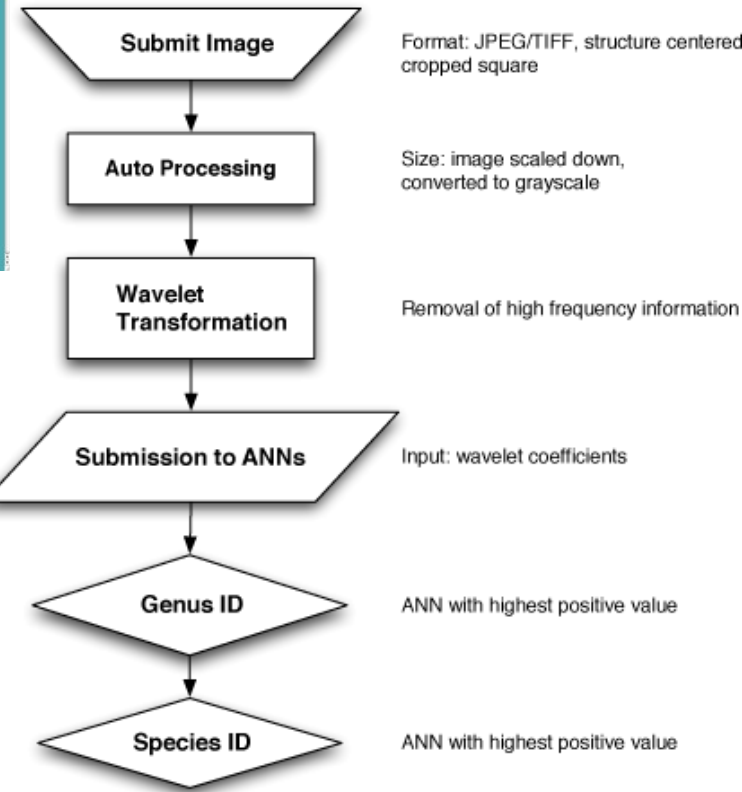 Submit Image
Format: JPEG/TIFF, structure centered
cropped square
Auto Processing
Size: image scaled down,
converted to grayscale
Wavelet
Transformation
Removal of high frequency information
Submission to ANNs
Input: wavelet coefficients
Genus ID
ANN with highest positive value
Species ID
ANN with highest positive value